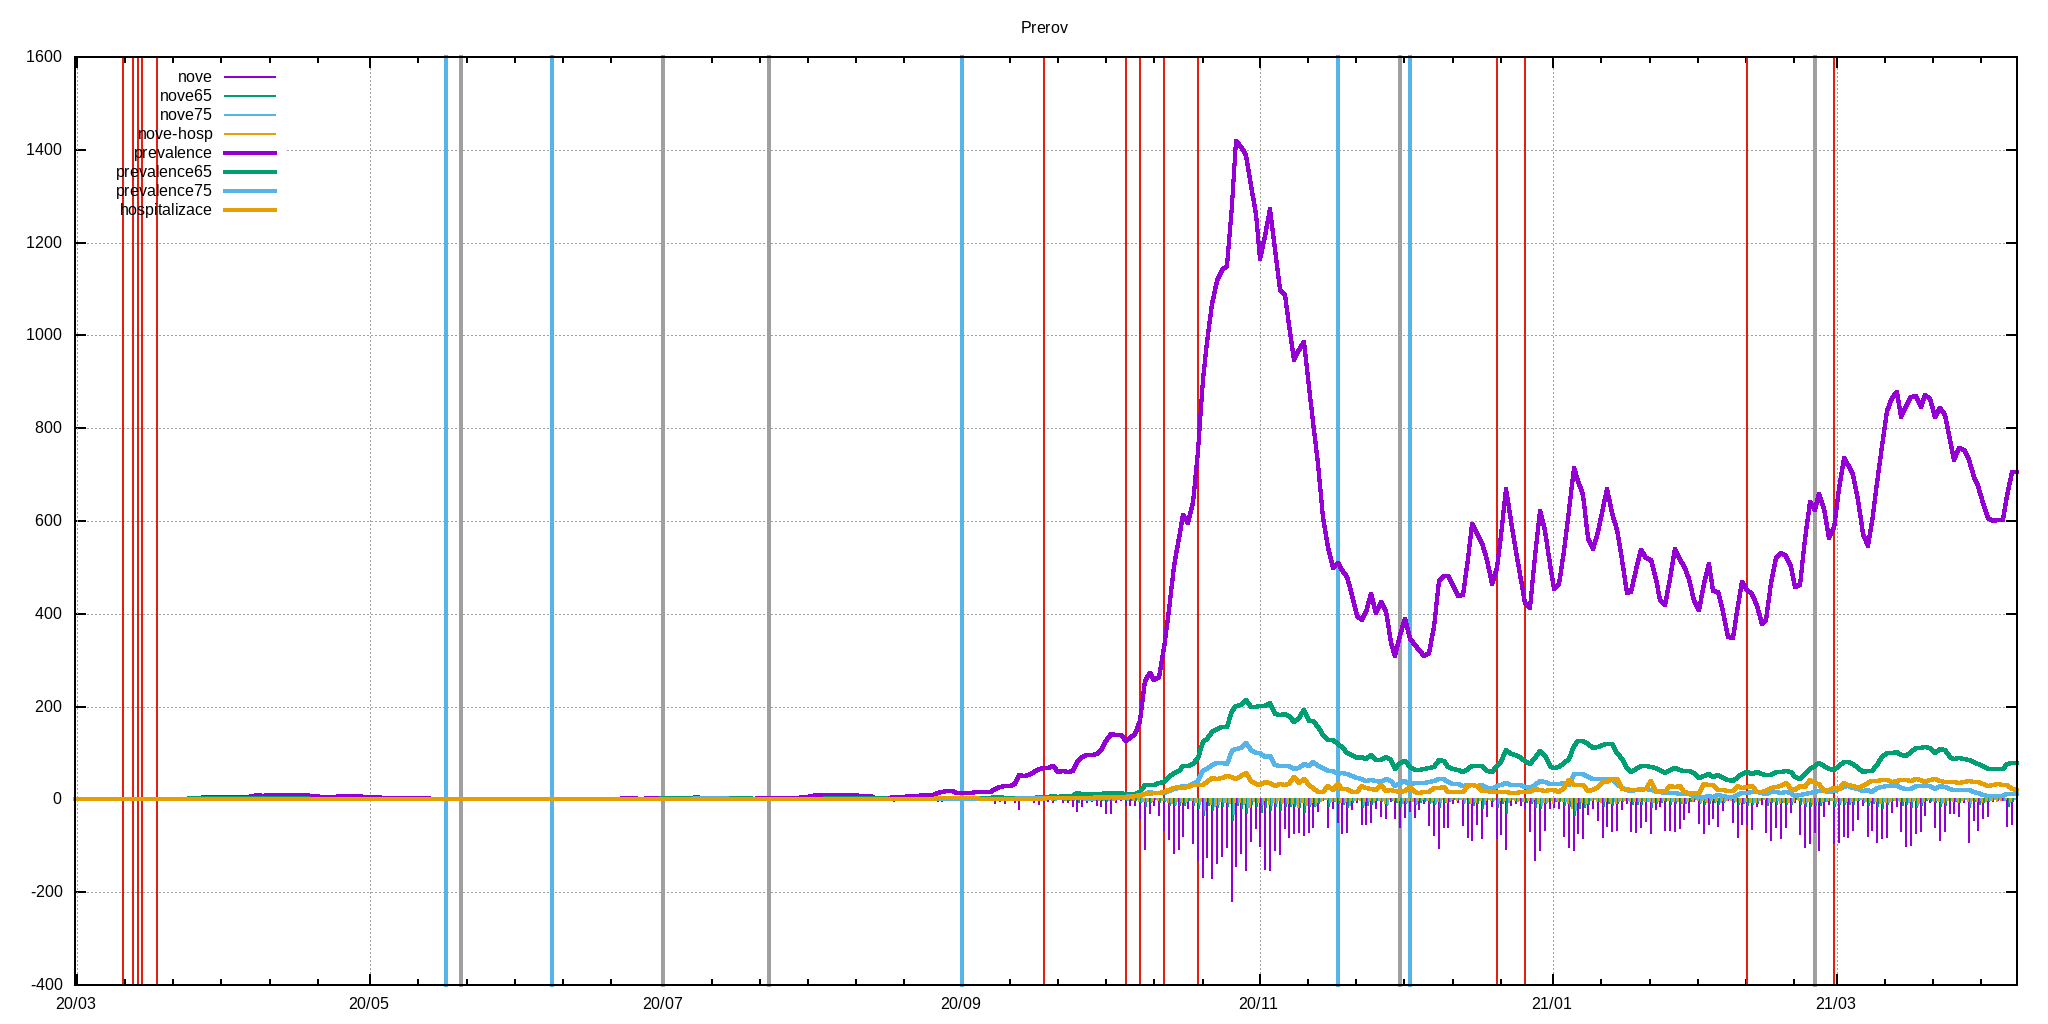 Prerov
1600
1400
1200
1000
800
600
400
200
0
-200
-400
nove
nove65
nove75
nove-hosp
prevalence
prevalence65
prevalence75
hospitalizace
20/03 20/05 20/07 20/09 20/11 21/01 21/03